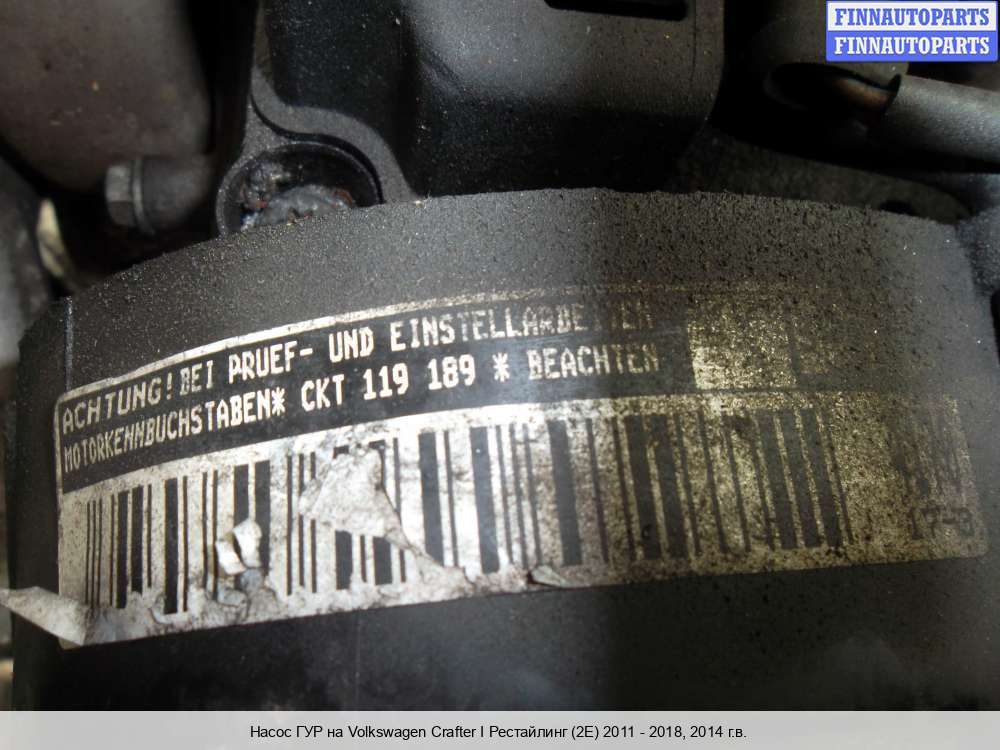 FINNAUTOPARTS
FINNAUTOPARTS
ACHTUNG! BEI PRUEF- UND EINSTELLARBEITEN
MOTORKENNBUCHSTABEN* CKT 119 189 * BEACHTEN
Насос ГУР на Volkswagen Crafter I Рестайлинг (2E) 2011 - 2018, 2014 г.в.